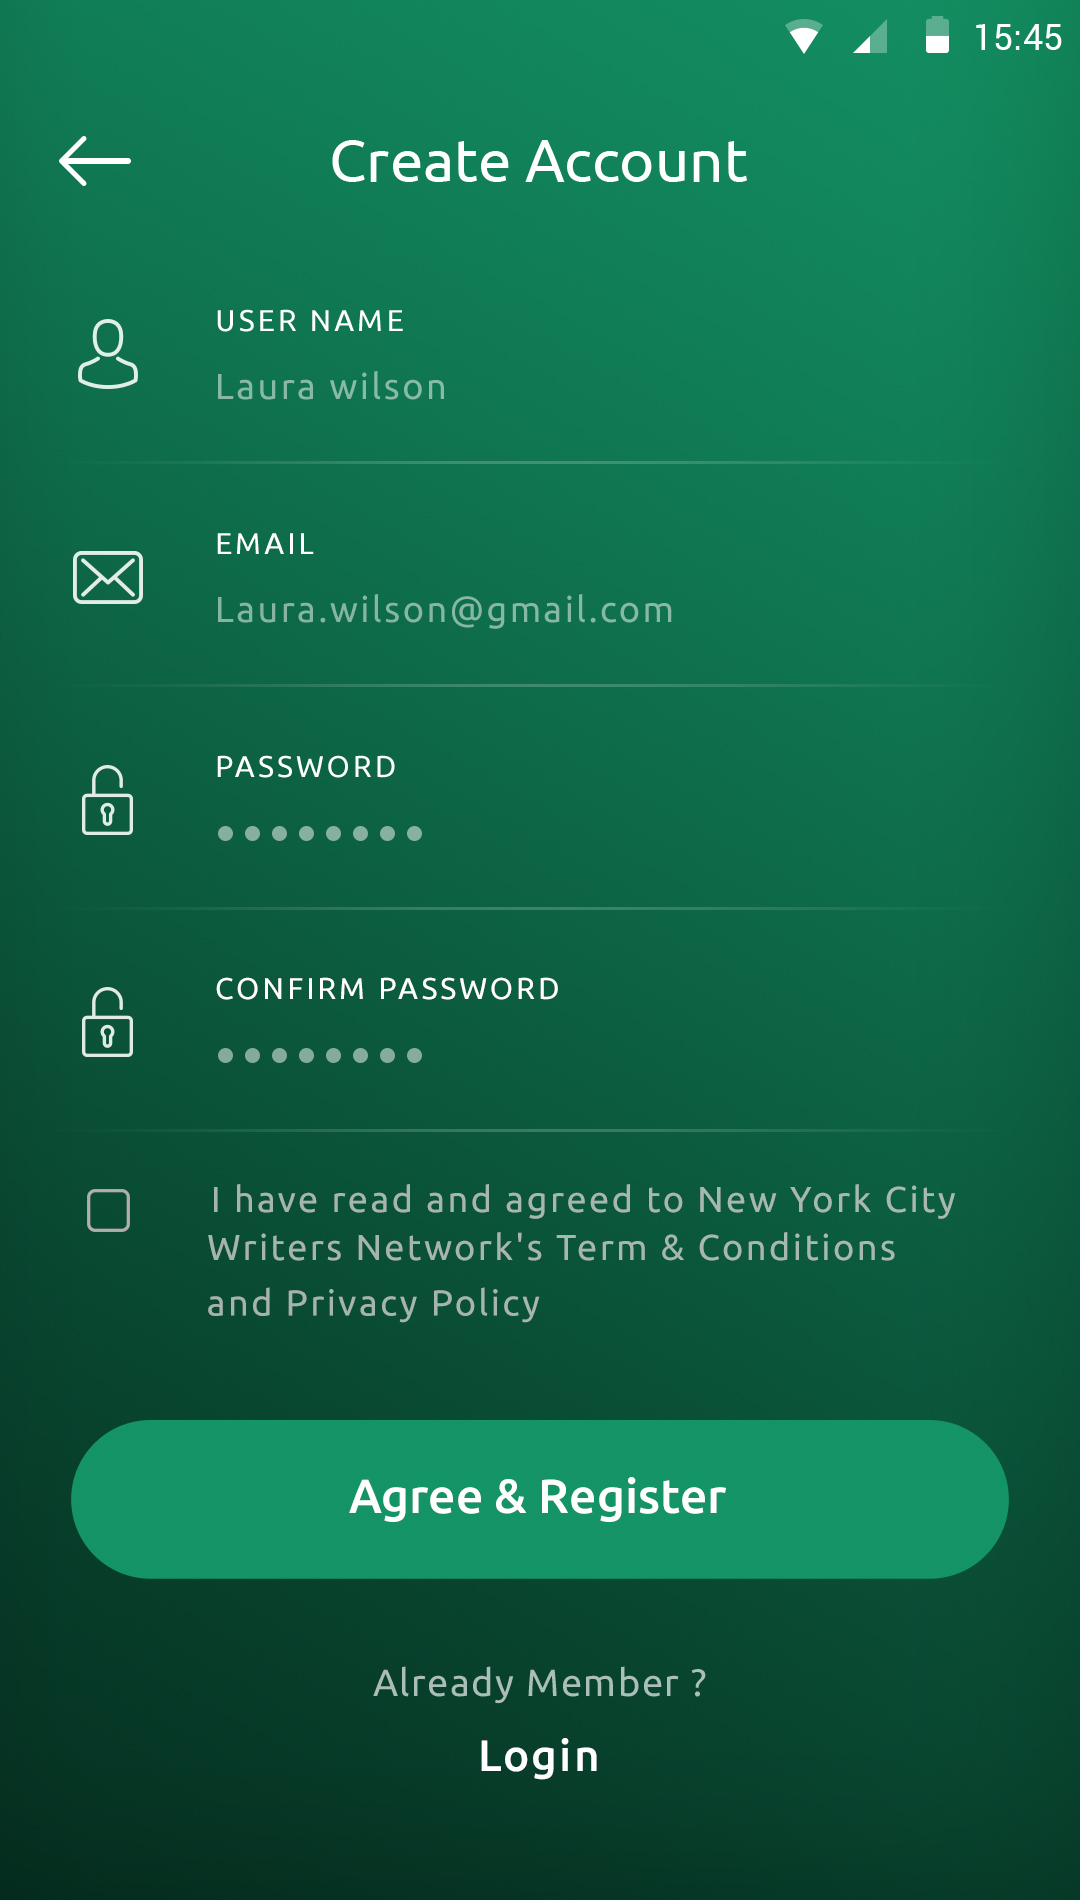 15:45
Create Account
USER NAME
Laura wilson
EMAIL
Laura.wilson@gmail.com
PASSWORD
••••••••
CONFIRM PASSWORD
••••••••
I have read and agreed to New York City
Writers Network's Term & Conditions
and Privacy Policy
Agree & Register
Already Member ?
Login